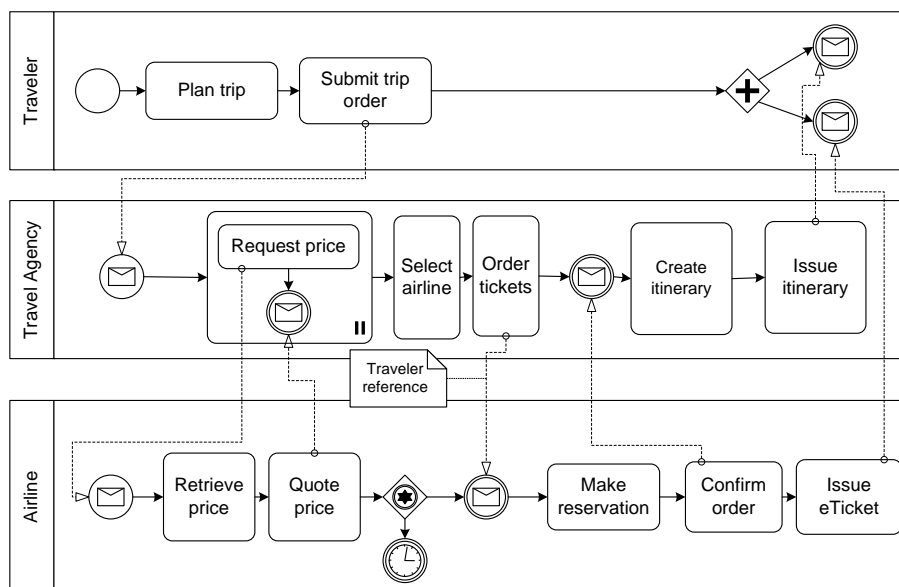 Traveler
Plan trip
Submit trip
order
Travel Agency
Request price
Select
airline
Order
tickets
Create
itinerary
Issue
itinerary
Traveler
reference
Airline
Retrieve
price
Quote
price
Make
reservation
Confirm
order
Issue
eTicket